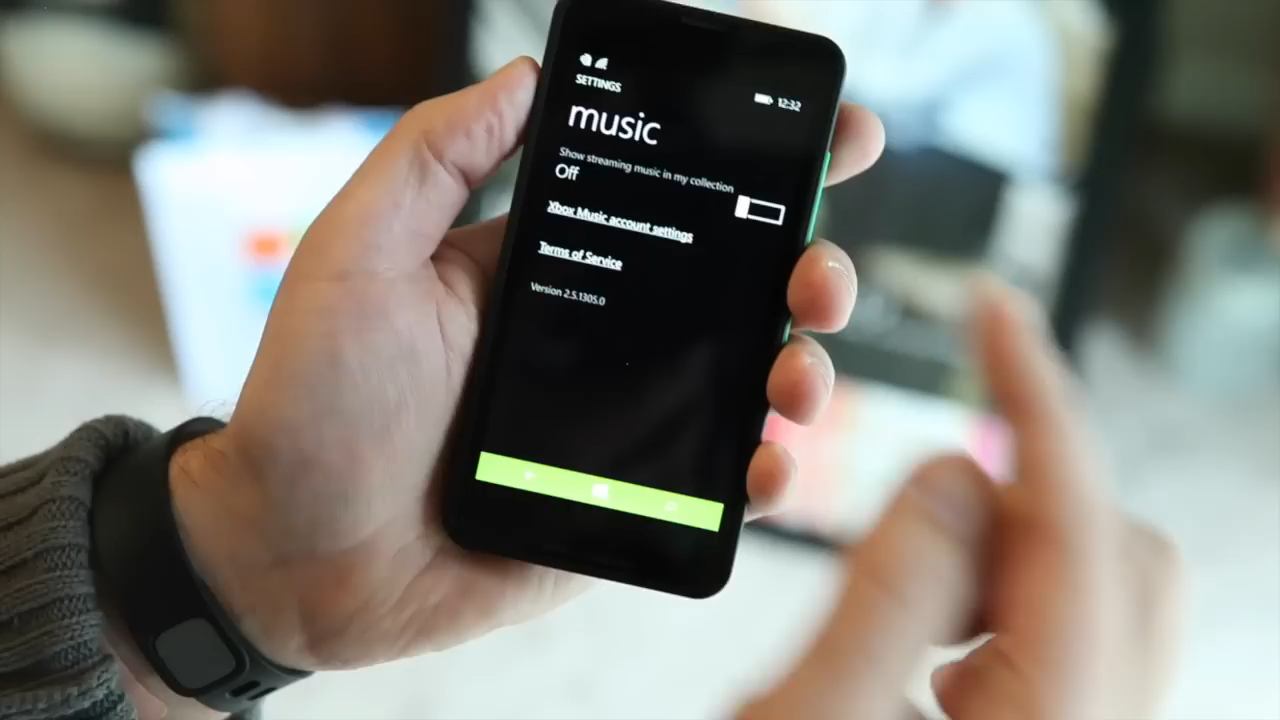 SETTINGS
12:32
music
Show streaming music in my collection
Off
Xbox Music account settings
Terms of Service
Version 2.5.1305.0